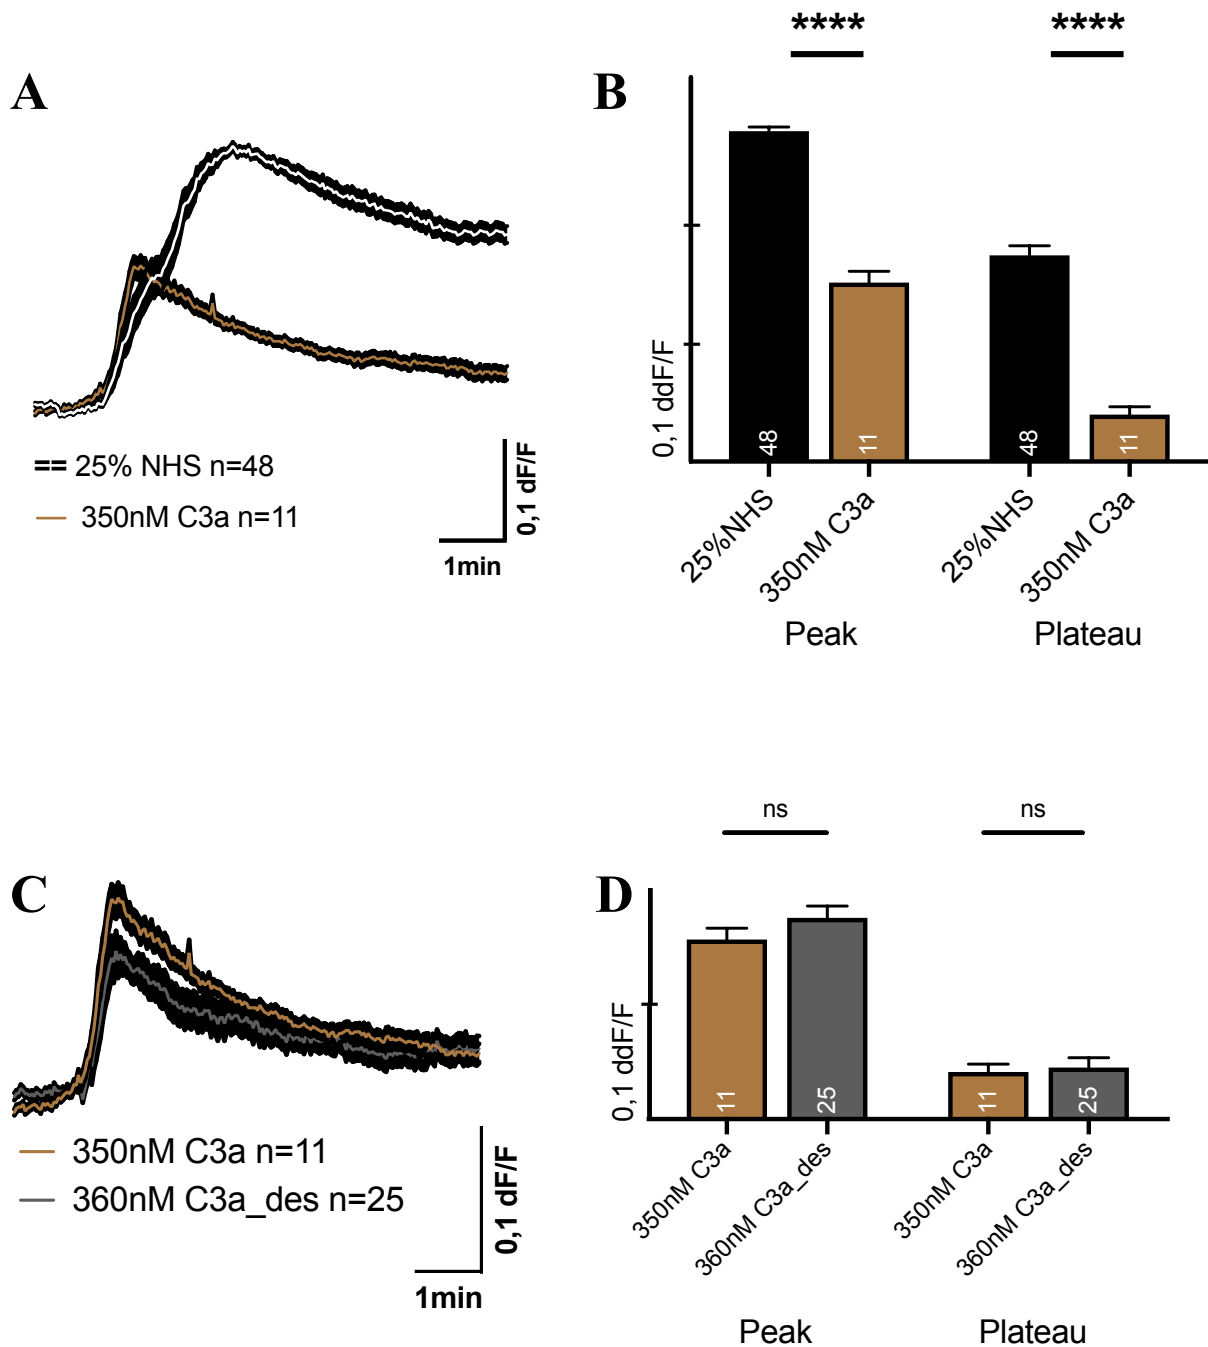 A
== 25% NHS n=48
350nM C3a n=11
0,1 dF/F
1min
B
**** ****
0,1 ddF/F
48 11 48 11
25%NHS 350nM C3a 25%NHS 350nM C3a
Peak Plateau
C
350nM C3a n=11
360nM C3a_des n=25
0,1 dF/F
1min
D
ns ns
0,1 ddF/F
11 25 11 25
350nM C3a 360nM C3a_des 350nM C3a 360nM C3a_des
Peak Plateau